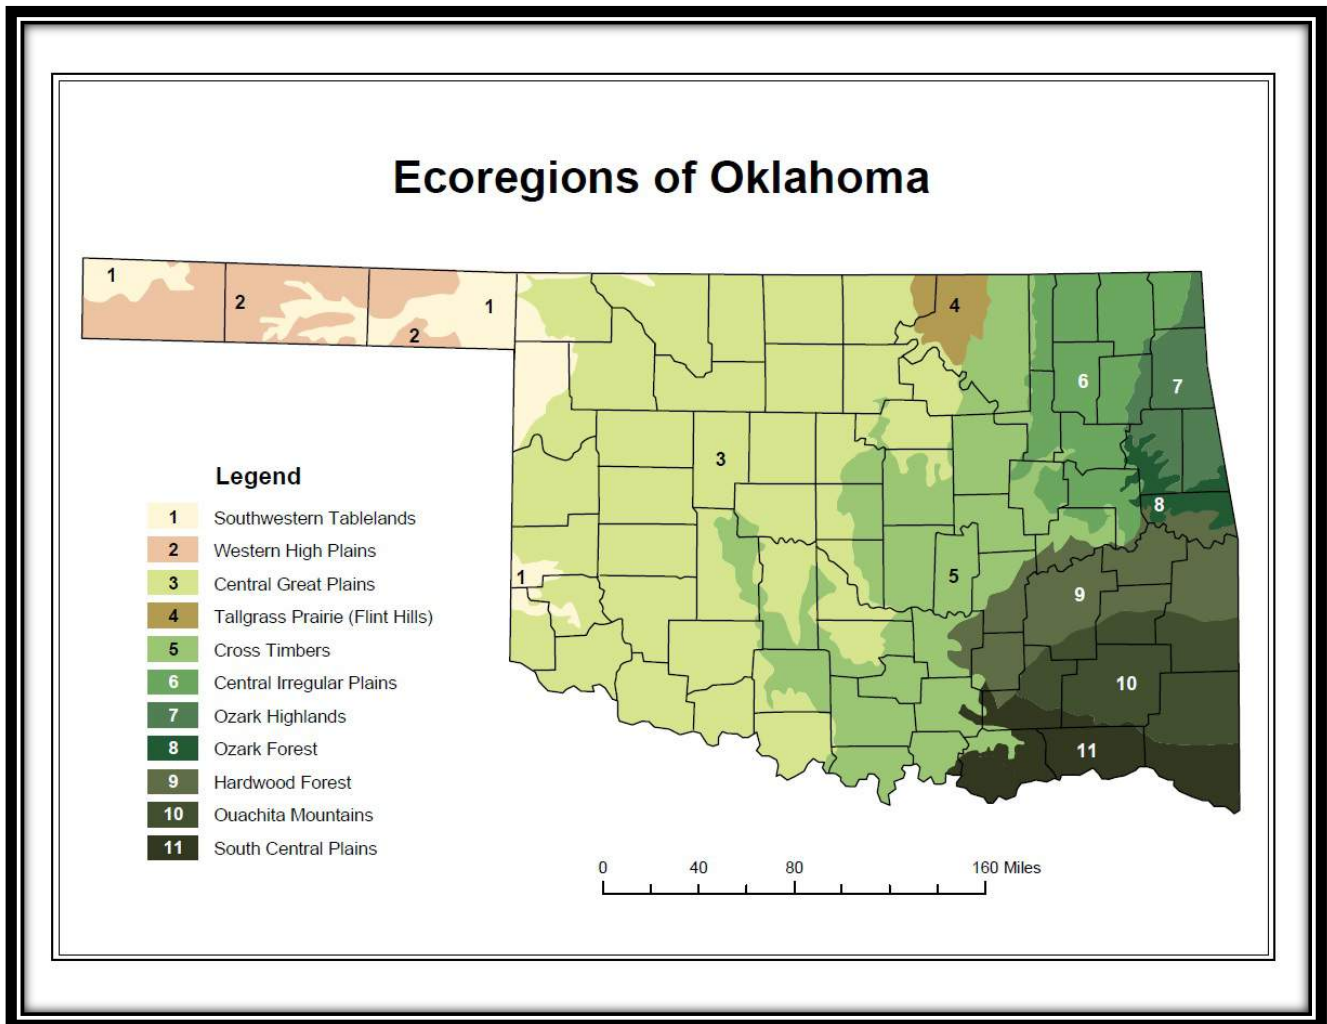 Ecoregions of Oklahoma
1
2
1
2
4
6
7
3
8
1
5
9
10
11
Legend
1 Southwestern Tablelands
2 Western High Plains
3 Central Great Plains
4 Tallgrass Prairie (Flint Hills)
5 Cross Timbers
6 Central Irregular Plains
7 Ozark Highlands
8 Ozark Forest
9 Hardwood Forest
10 Ouachita Mountains
11 South Central Plains
0 40 80 160 Miles